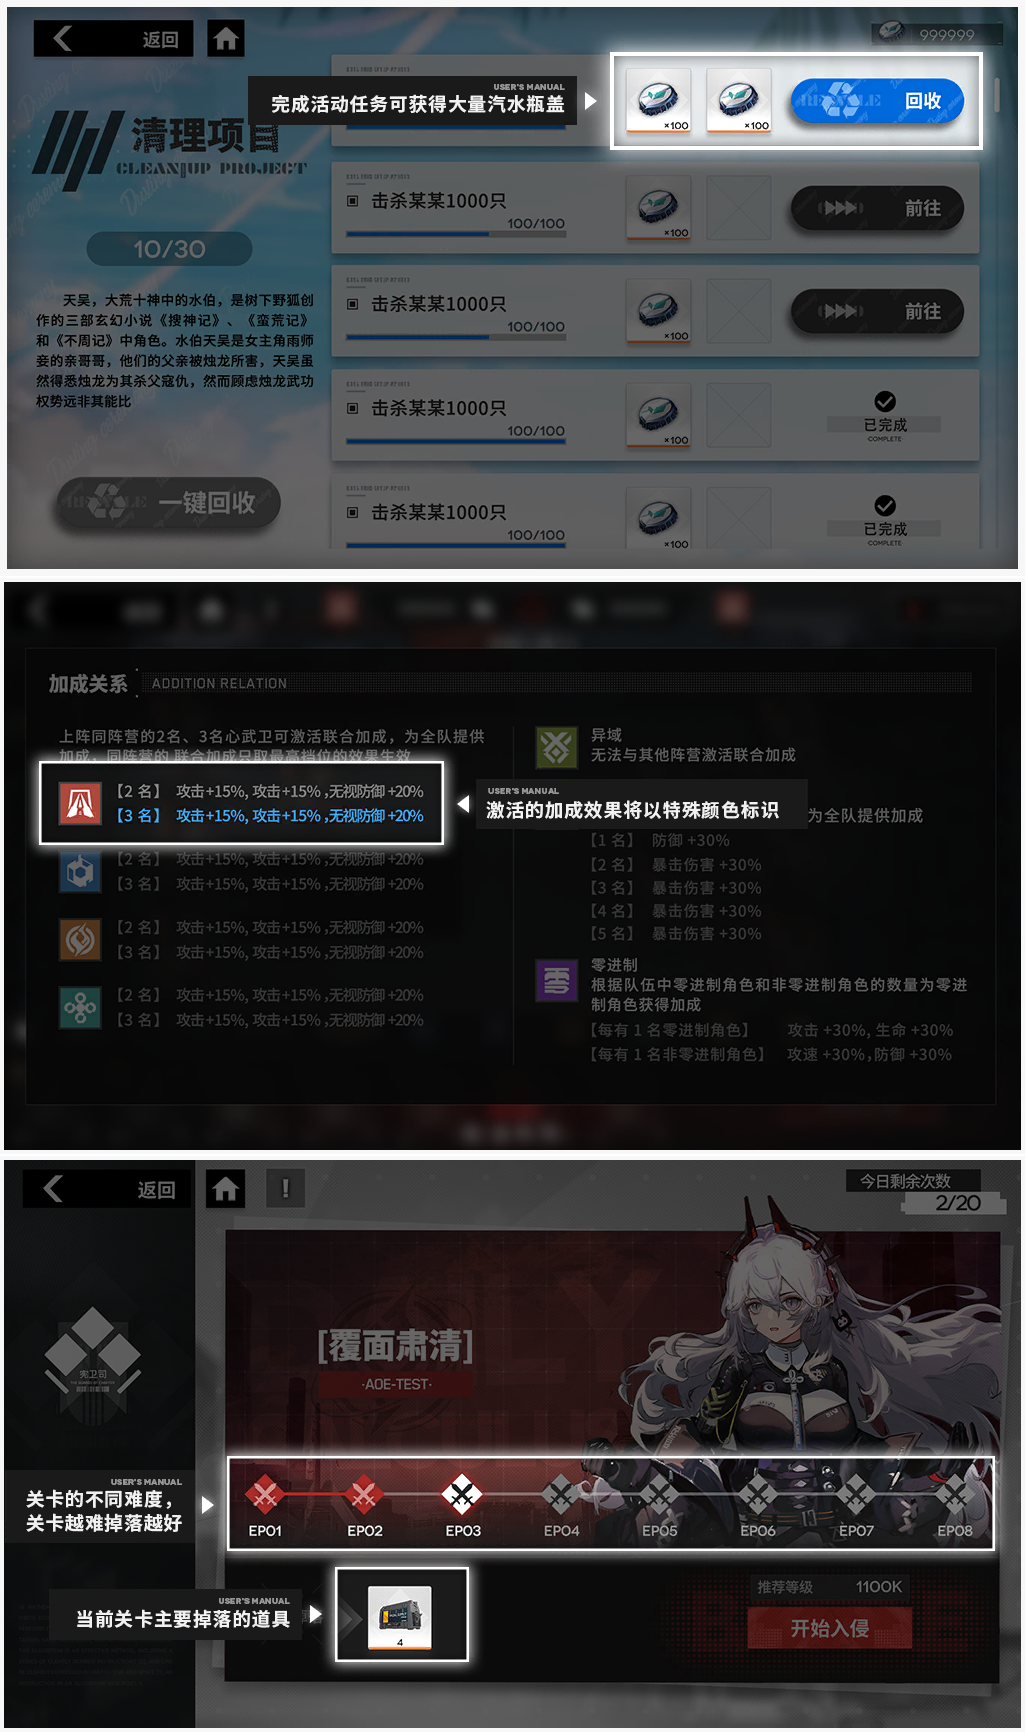 返回
999999
USER'S MANUAL
完成活动任务可获得大量汽水瓶盖
×100
×100
回收
清理项目
CLEAN|UP PROJECT
10/30
天吴，大荒十神中的水伯，是树下野狐创
作的三部玄幻小说《搜神记》、《蛮荒记》
和《不周记》中角色。水伯天吴是女主角雨师
妾的亲哥哥，他们的父亲被烛龙所害，天吴虽
然得悉烛龙为其杀父寇仇，然而顾虑烛龙武功
权势远非其能比
一键回收
击杀某某1000只
100/100
×100
前往
击杀某某1000只
100/100
×100
前往
击杀某某1000只
100/100
×100
已完成
COMPLETE
击杀某某1000只
100/100
×100
已完成
COMPLETE
加成关系
ADDITION RELATION
上阵同阵营的2名、3名心武卫可激活联合加成，为全队提供
加成，同阵营的 联合加成只取最高档位的效果生效
【2 名】 攻击+15%, 攻击+15% ,无视防御 +20%
【3 名】 攻击+15%, 攻击+15% ,无视防御 +20%
【2 名】 攻击+15%, 攻击+15% ,无视防御 +20%
【3 名】 攻击+15%, 攻击+15% ,无视防御 +20%
【2 名】 攻击+15%, 攻击+15% ,无视防御 +20%
【3 名】 攻击+15%, 攻击+15% ,无视防御 +20%
【2 名】 攻击+15%, 攻击+15% ,无视防御 +20%
【3 名】 攻击+15%, 攻击+15% ,无视防御 +20%
异域
无法与其他阵营激活联合加成
USER'S MANUAL
激活的加成效果将以特殊颜色标识
为全队提供加成
【1 名】 防御 +30%
【2 名】 暴击伤害 +30%
【3 名】 暴击伤害 +30%
【4 名】 暴击伤害 +30%
【5 名】 暴击伤害 +30%
零进制
根据队伍中零进制角色和非零进制角色的数量为零进
制角色获得加成
【每有 1 名零进制角色】 攻击 +30%, 生命 +30%
【每有 1 名非零进制角色】 攻速 +30%,防御 +30%
返回
!
今日剩余次数
2/20
宪卫司
[覆面肃清]
·AOE-TEST·
USER'S MANUAL
关卡的不同难度，
关卡越难掉落越好
EP01 EP02 EP03 EP04 EP05 EP06 EP07 EP08
USER'S MANUAL
当前关卡主要掉落的道具
4
推荐等级 1100K
开始入侵